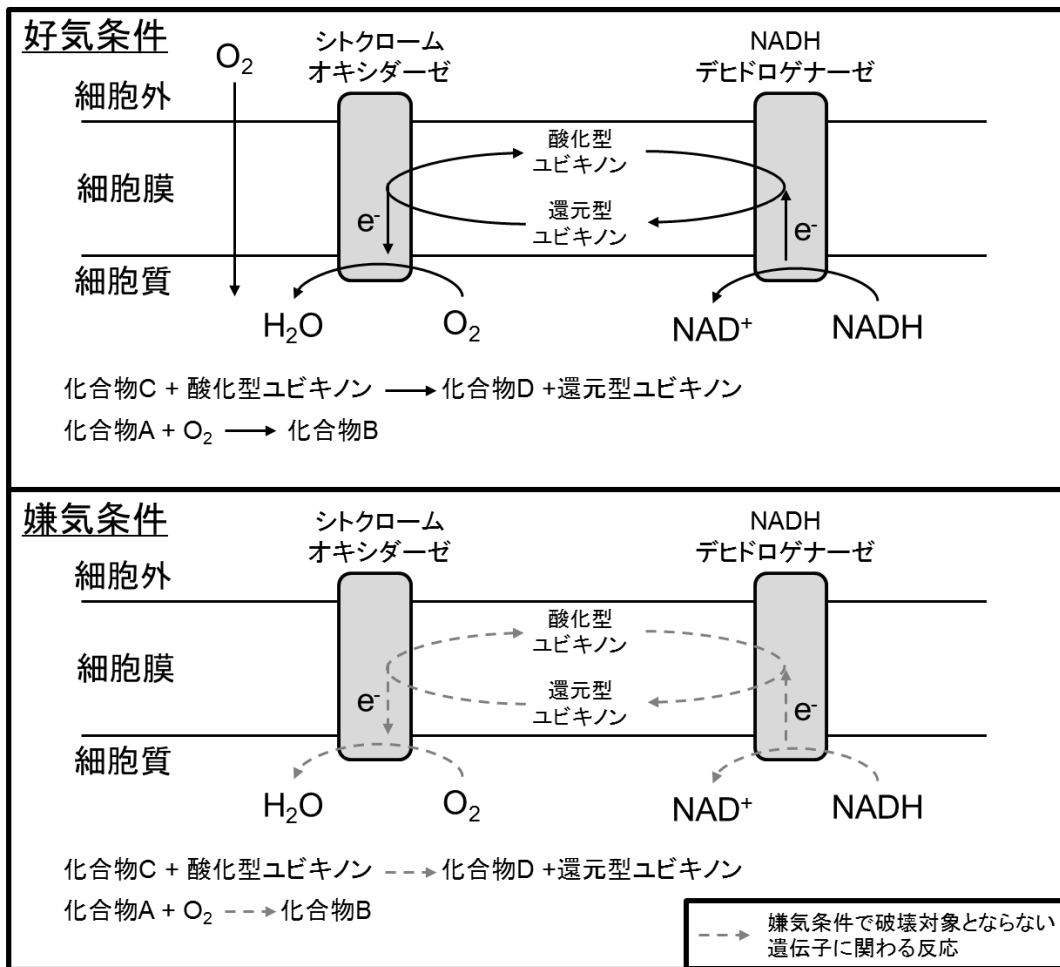 好気条件
O₂
シトクローム
オキシダーゼ
NADH
デヒドロゲナーゼ
細胞外
酸化型
ユビキノン
細胞膜
還元型
ユビキノン
e⁻
e⁻
細胞質
H₂O
O₂
NAD⁺
NADH
化合物C + 酸化型ユビキノン → 化合物D +還元型ユビキノン
化合物A + O₂ → 化合物B
嫌気条件
シトクローム
オキシダーゼ
NADH
デヒドロゲナーゼ
細胞外
酸化型
ユビキノン
細胞膜
還元型
ユビキノン
e⁻
e⁻
細胞質
H₂O
O₂
NAD⁺
NADH
化合物C + 酸化型ユビキノン ⇢ 化合物D +還元型ユビキノン
化合物A + O₂ ⇢ 化合物B
嫌気条件で破壊対象とならない
遺伝子に関わる反応